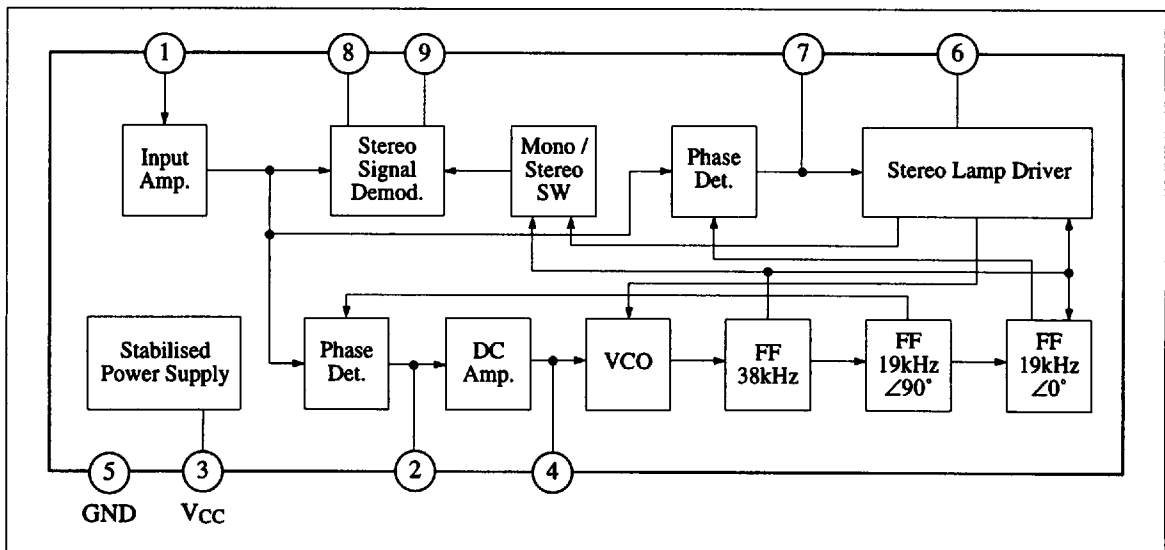 1
8
9
7
6
Input
Amp.
Stereo
Signal
Demod.
Mono /
Stereo
SW
Phase
Det.
Stereo Lamp Driver
Stabilised
Power Supply
Phase
Det.
DC
Amp.
VCO
FF
38kHz
FF
19kHz
∠90°
FF
19kHz
∠0°
5
3
2
4
GND
VCC